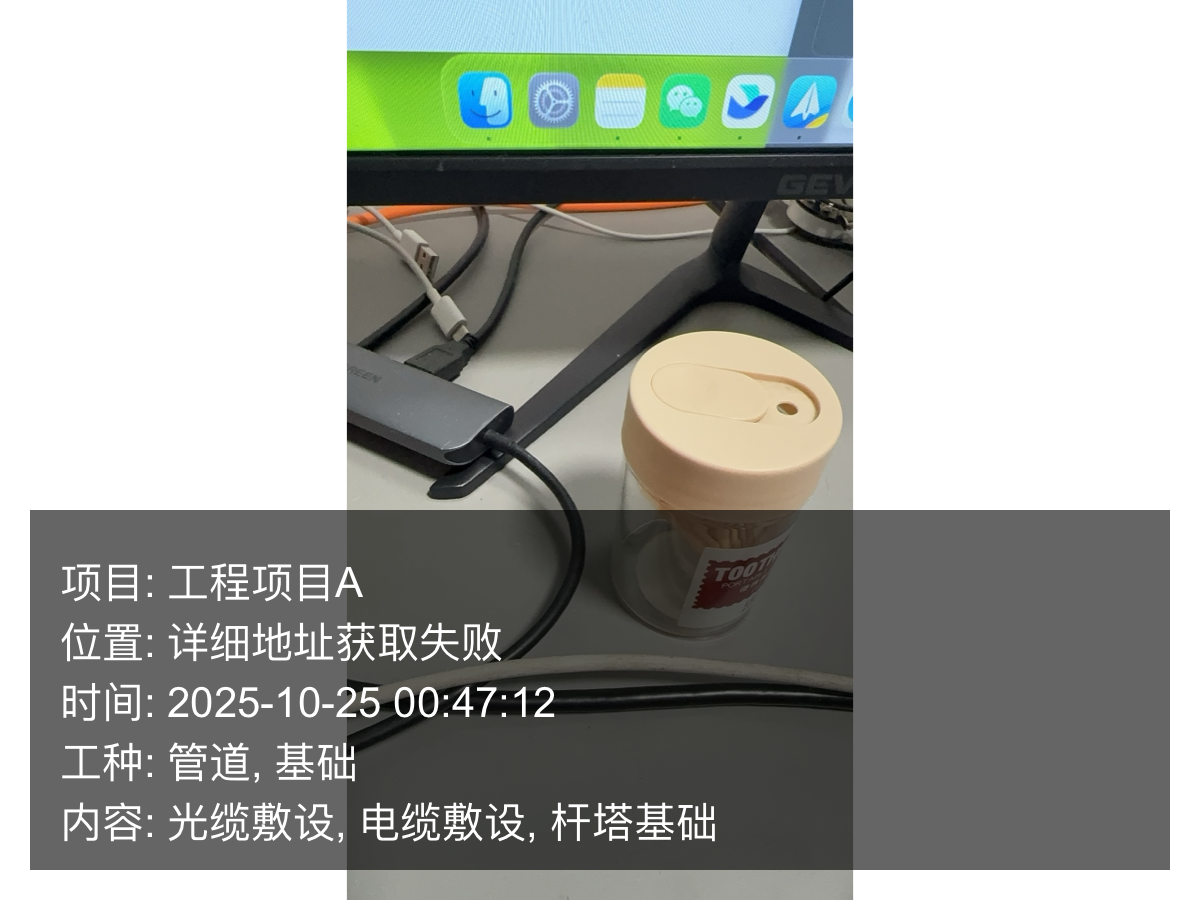 GEV
REEN
TOOTH
项目: 工程项目A
位置: 详细地址获取失败
时间: 2025-10-25 00:47:12
工种: 管道, 基础
内容: 光缆敷设, 电缆敷设, 杆塔基础